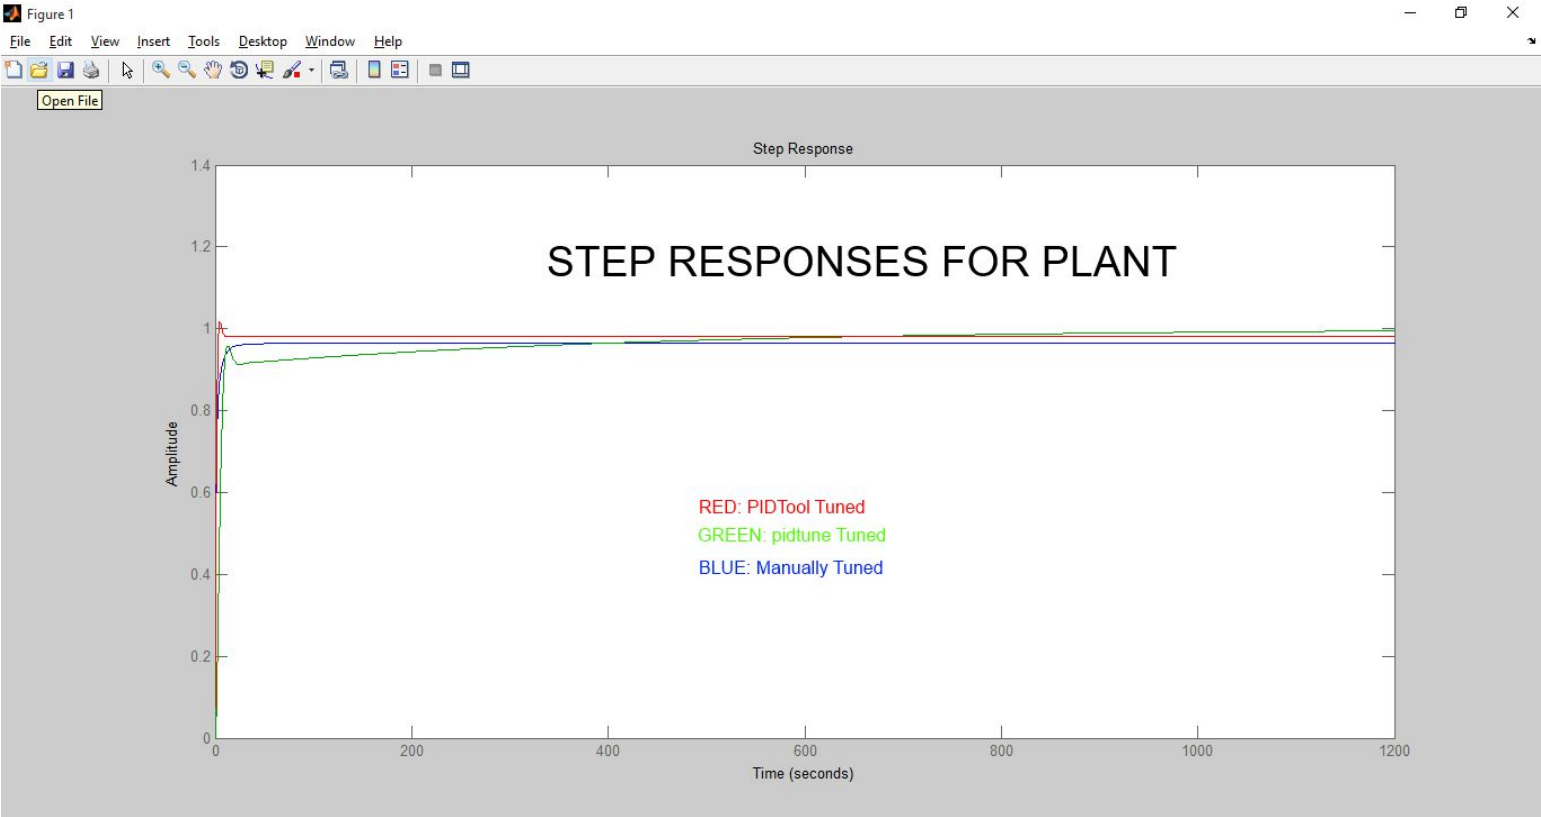 Figure 1
File Edit View Insert Tools Desktop Window Help
Open File
Step Response
1.4
1.2
1
0.8
0.6
0.4
0.2
0
Amplitude
STEP RESPONSES FOR PLANT
RED: PIDTool Tuned
GREEN: pidtune Tuned
BLUE: Manually Tuned
0 200 400 600 800 1000 1200
Time (seconds)